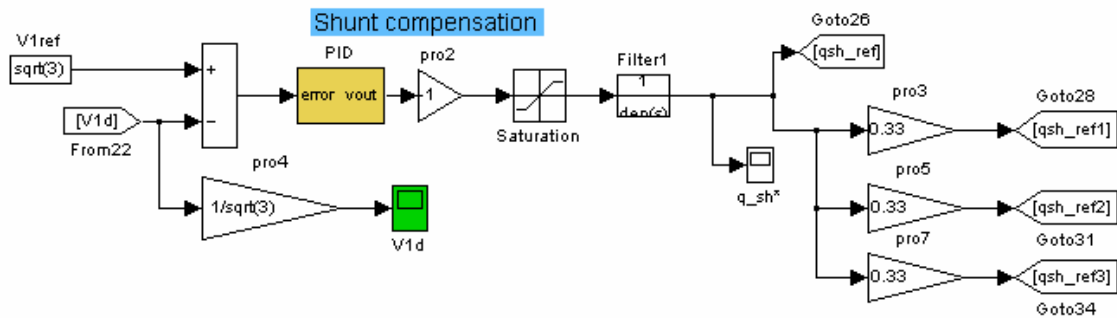 Shunt compensation
V1ref
sqrt(3)
+
−
[V1d]
From22
PID
error vout
pro2
-1
Saturation
Filter1
1
den(s)
Goto26
[qsh_ref]
q_sh*
pro4
1/sqrt(3)
V1d
pro3
0.33
Goto28
[qsh_ref1]
pro5
0.33
[qsh_ref2]
Goto31
pro7
0.33
[qsh_ref3]
Goto34